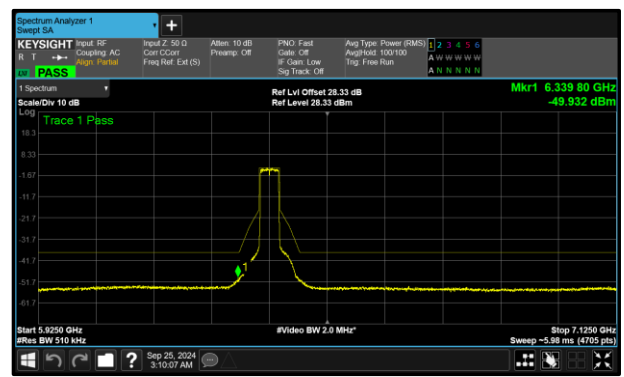 Spectrum Analyzer 1
Swept SA
+
KEYSIGHT Input: RF Input Z: 50 Ω Atten: 10 dB PNO: Fast Avg Type: Power (RMS) 1 2 3 4 5 6
R T Coupling: AC Corr CCorr Preamp: Off Gate: Off Avg|Hold: 100/100 A W W W W W
Align: Partial Freq Ref: Ext (S) IF Gain: Low Trig: Free Run
LXI PASS Sig Track: Off A N N N N N
1 Spectrum Ref Lvl Offset 28.33 dB Mkr1 6.339 80 GHz
Scale/Div 10 dB Ref Level 28.33 dBm -49.932 dBm
Log
Trace 1 Pass
18.3
8.33
-1.67
-11.7
-21.7
-31.7
-41.7
1
-51.7
-61.7
Start 5.9250 GHz #Video BW 2.0 MHz* Stop 7.1250 GHz
#Res BW 510 kHz Sweep ~5.98 ms (4705 pts)
? Sep 25, 2024
3:10:07 AM